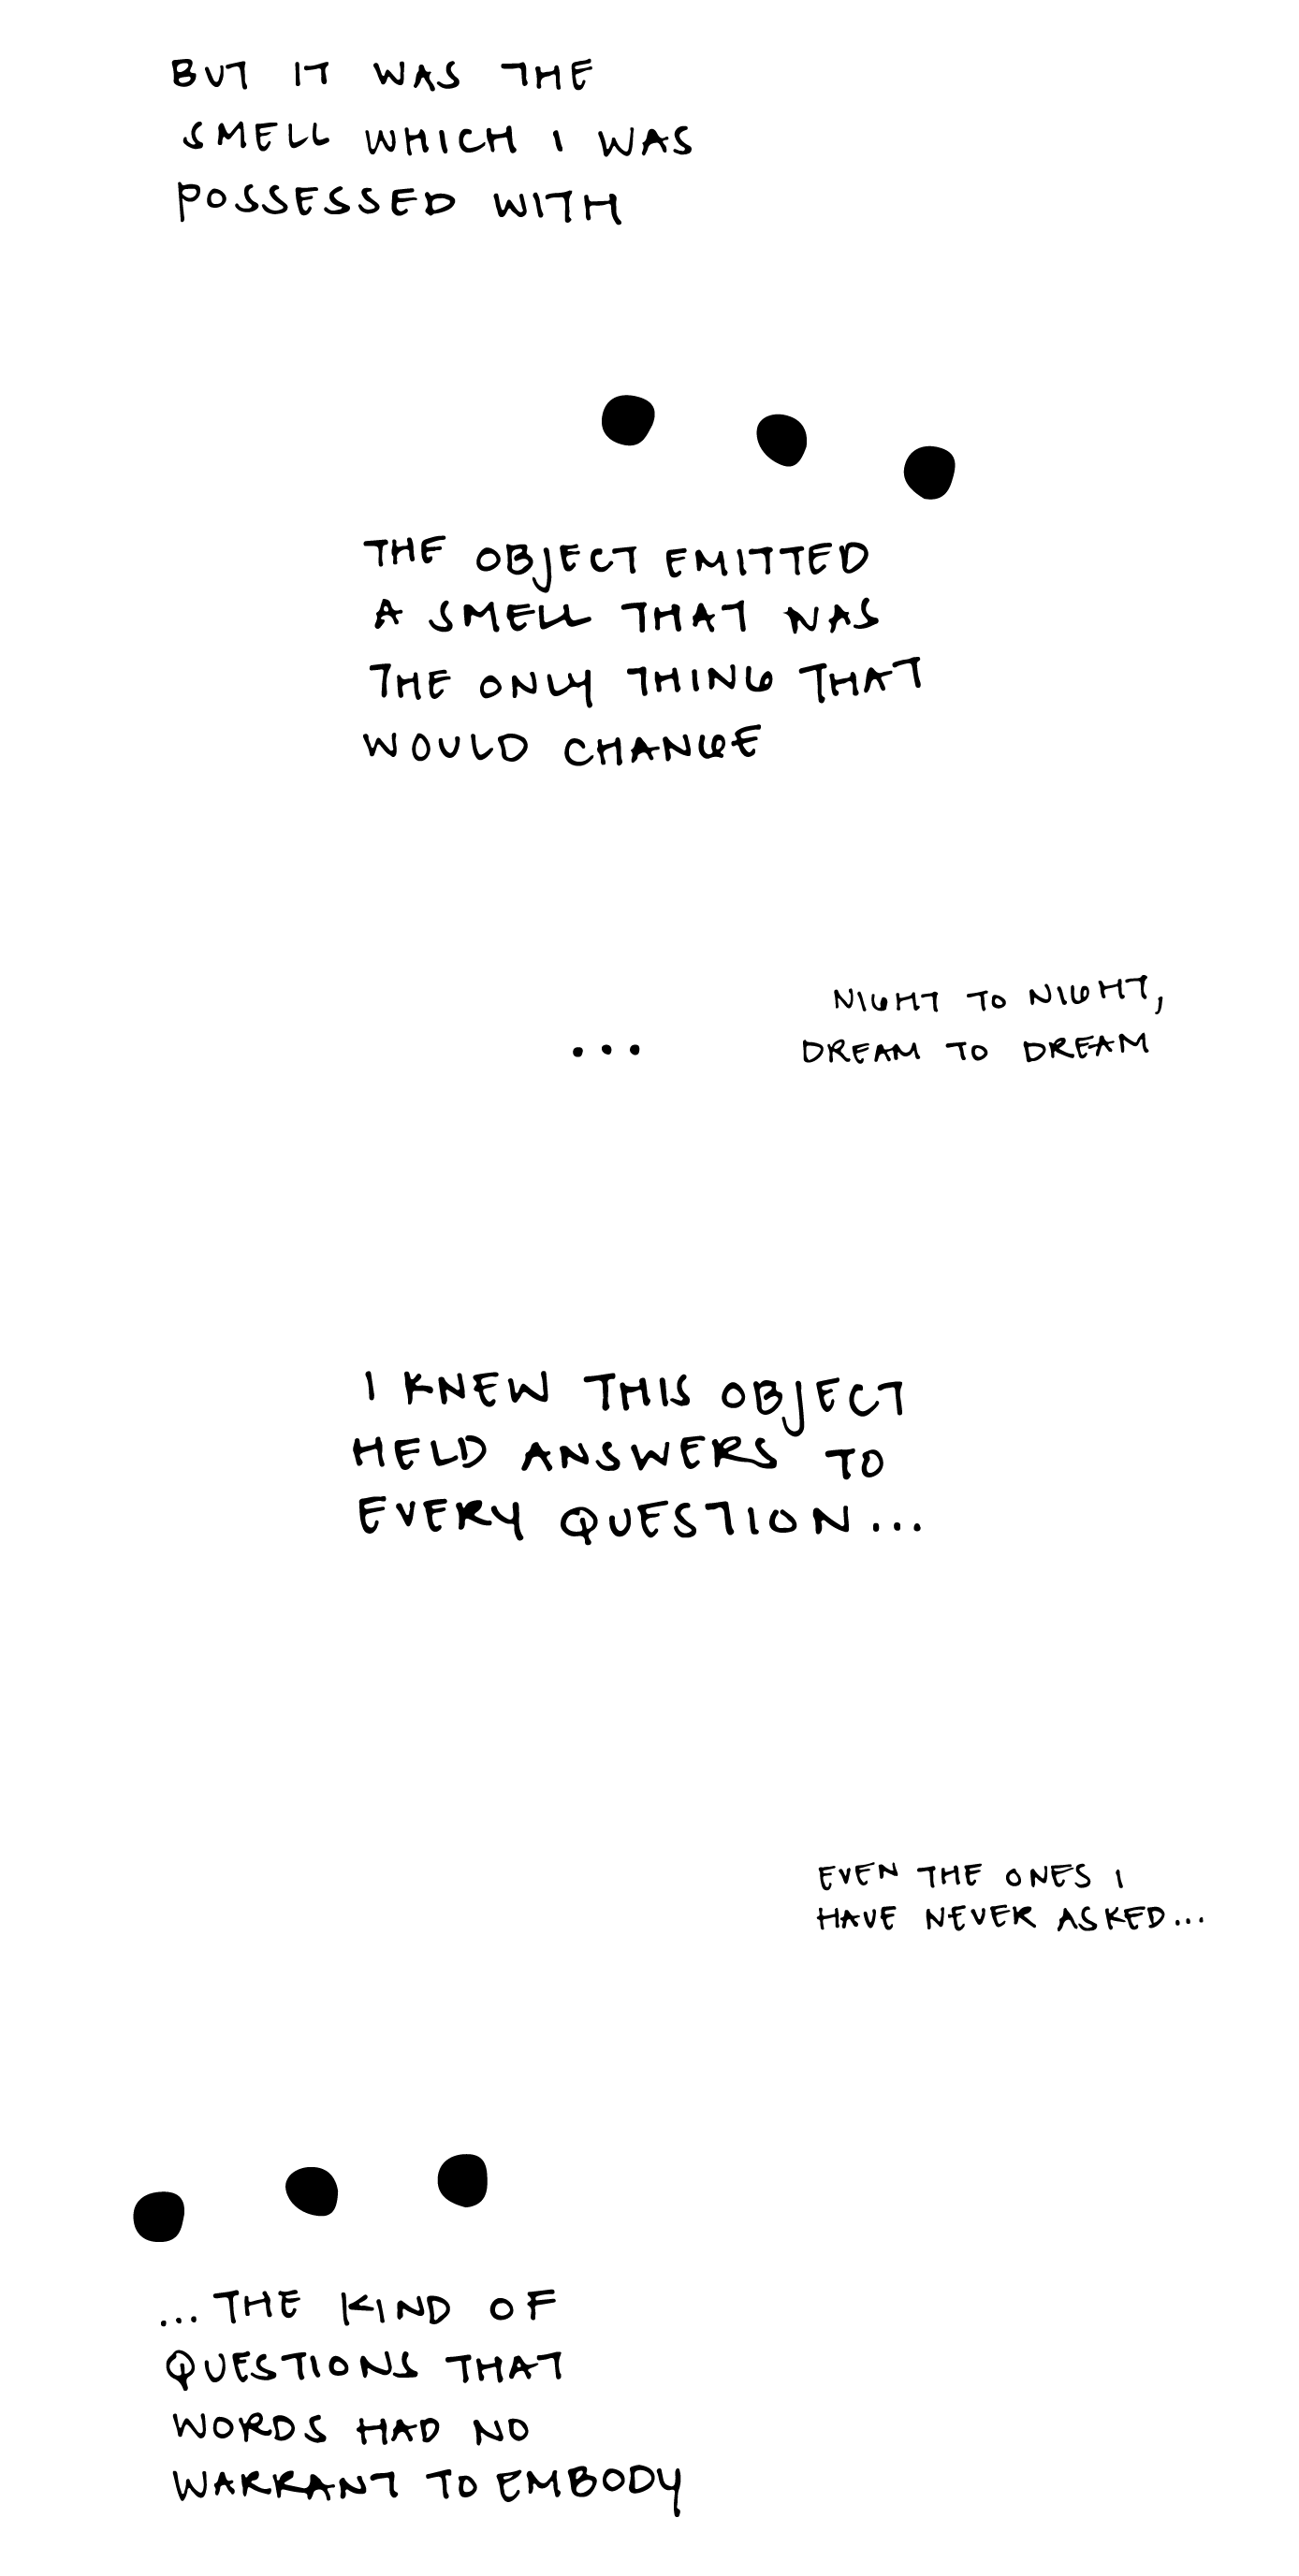 BUT IT WAS THE
SMELL WHICH I WAS
POSSESSED WITH
THE OBJECT EMITTED
A SMELL THAT WAS
THE ONLY THING THAT
WOULD CHANGE
NIGHT TO NIGHT,
...
DREAM TO DREAM
I KNEW THIS OBJECT
HELD ANSWERS TO
EVERY QUESTION...
EVEN THE ONES I
HAVE NEVER ASKED...
...THE KIND OF
QUESTIONS THAT
WORDS HAD NO
WARRANT TO EMBODY